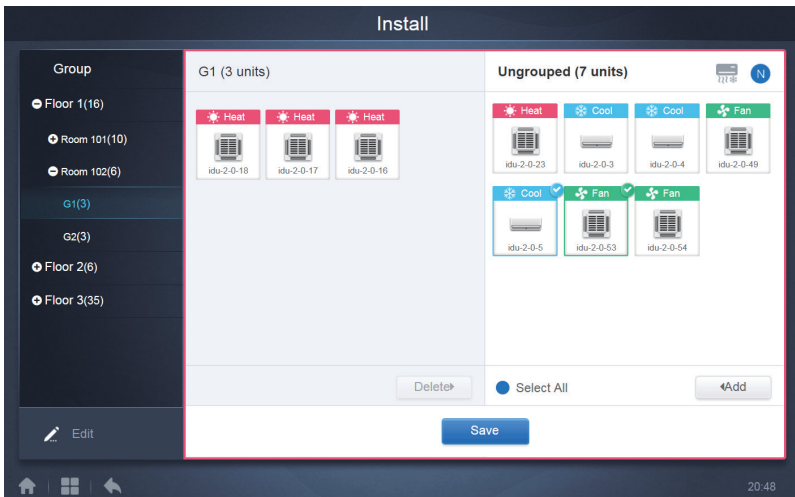 Install
Group
Floor 1(16)
Room 101(10)
Room 102(6)
G1(3)
G2(3)
Floor 2(6)
Floor 3(35)
Edit
G1 (3 units)
Heat Heat Heat
idu-2-0-18 idu-2-0-17 idu-2-0-16
Delete
Ungrouped (7 units) N
Heat Cool Cool Fan
idu-2-0-23 idu-2-0-3 idu-2-0-4 idu-2-0-49
Cool Fan Fan
idu-2-0-5 idu-2-0-53 idu-2-0-54
Select All Add
Save
20:48